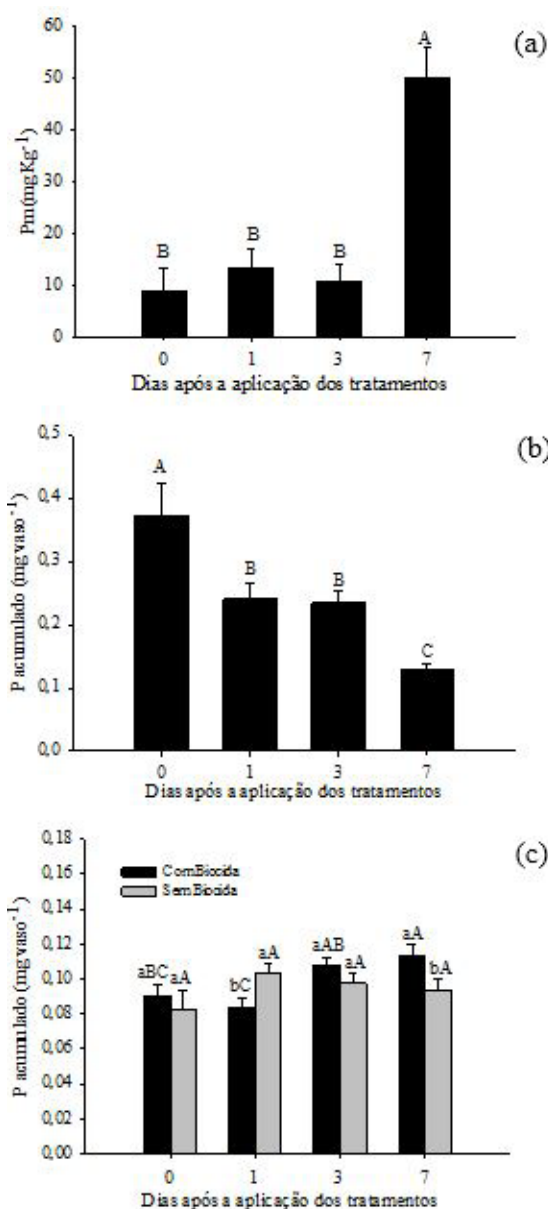 (a)
60
50
40
30
20
10
0
Pm(mgKg-1)
B
B
B
A
0 1 3 7
Dias após a aplicação dos tratamentos
(b)
0,5
0,4
0,3
0,2
0,1
0,0
P acumulado (mg vaso-1)
A
B
B
C
0 1 3 7
Dias após a aplicação dos tratamentos
(c)
0,18
0,16
0,14
0,12
0,10
0,08
0,06
0,04
0,02
0,00
P acumulado (mg vaso-1)
Com Biocida
Sem Biocida
aBC aA
bC aA
aAB aA
aA bA
0 1 3 7
Dias após a aplicação dos tratamentos